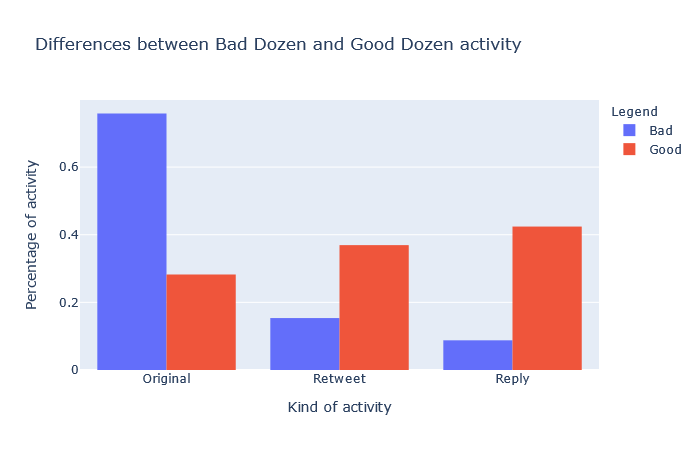 Differences between Bad Dozen and Good Dozen activity
Legend
Bad
Good
Percentage of activity
0.6
0.4
0.2
0
Original
Retweet
Reply
Kind of activity